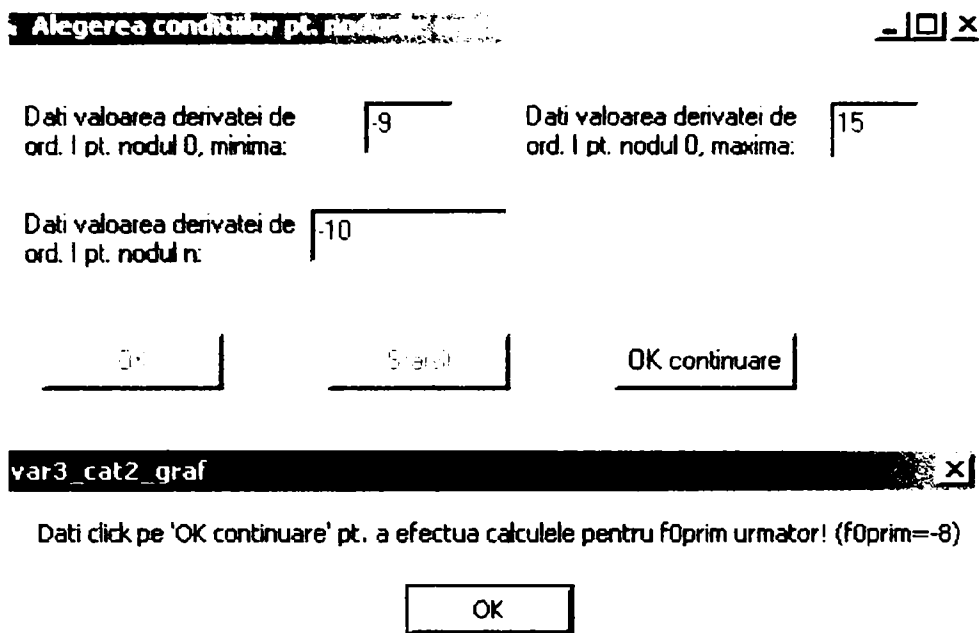 Alegerea conditiilor pt.
Dati valoarea derivatei de
ord. I pt. nodul 0, minima:
-9
Dati valoarea derivatei de
ord. I pt. nodul 0, maxima:
15
Dati valoarea derivatei de
ord. I pt. nodul n:
-10
OK continuare
var3_cat2_graf
Dati click pe 'OK continuare' pt. a efectua calculele pentru f0prim urmator! (f0prim=-8)
OK